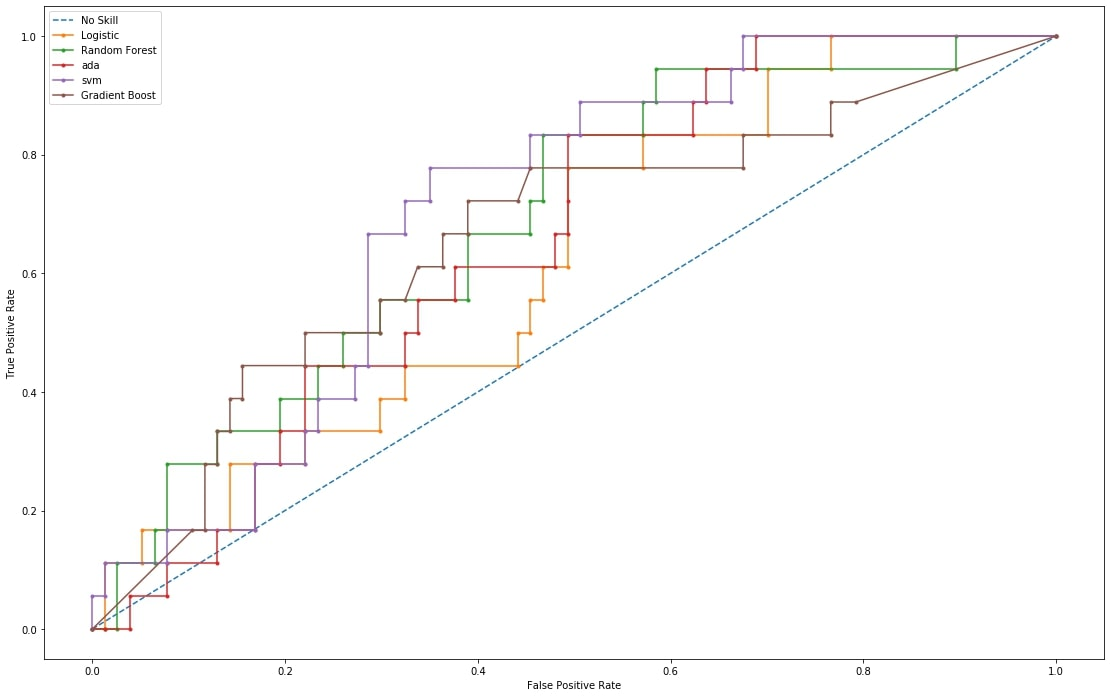 No Skill
Logistic
Random Forest
ada
svm
Gradient Boost
1.0
0.8
0.6
0.4
0.2
0.0
True Positive Rate
0.0 0.2 0.4 0.6 0.8 1.0
False Positive Rate